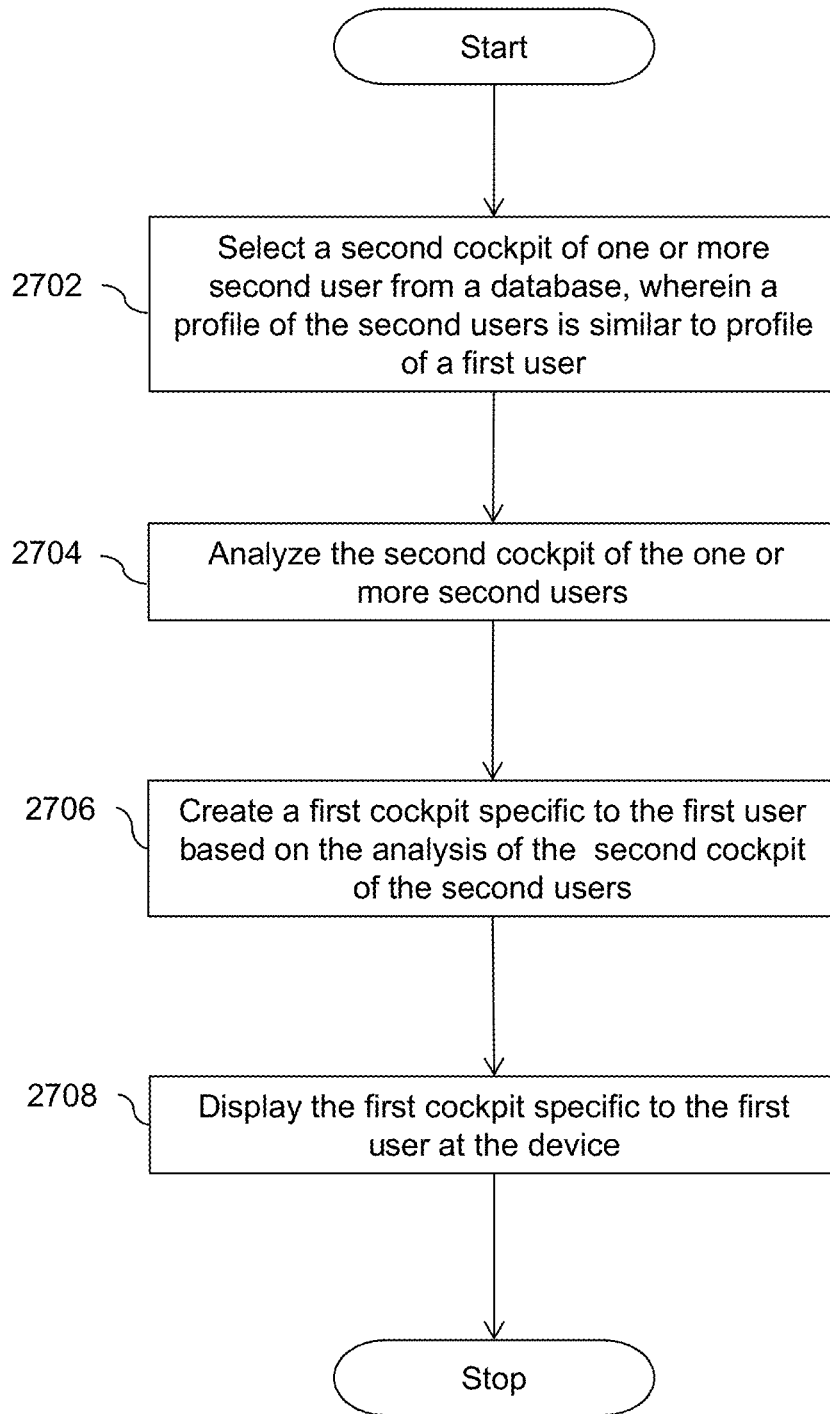 Start
2702
Select a second cockpit of one or more
second user from a database, wherein a
profile of the second users is similar to profile
of a first user
2704
Analyze the second cockpit of the one or
more second users
2706
Create a first cockpit specific to the first user
based on the analysis of the  second cockpit
of the second users
2708
Display the first cockpit specific to the first
user at the device
Stop